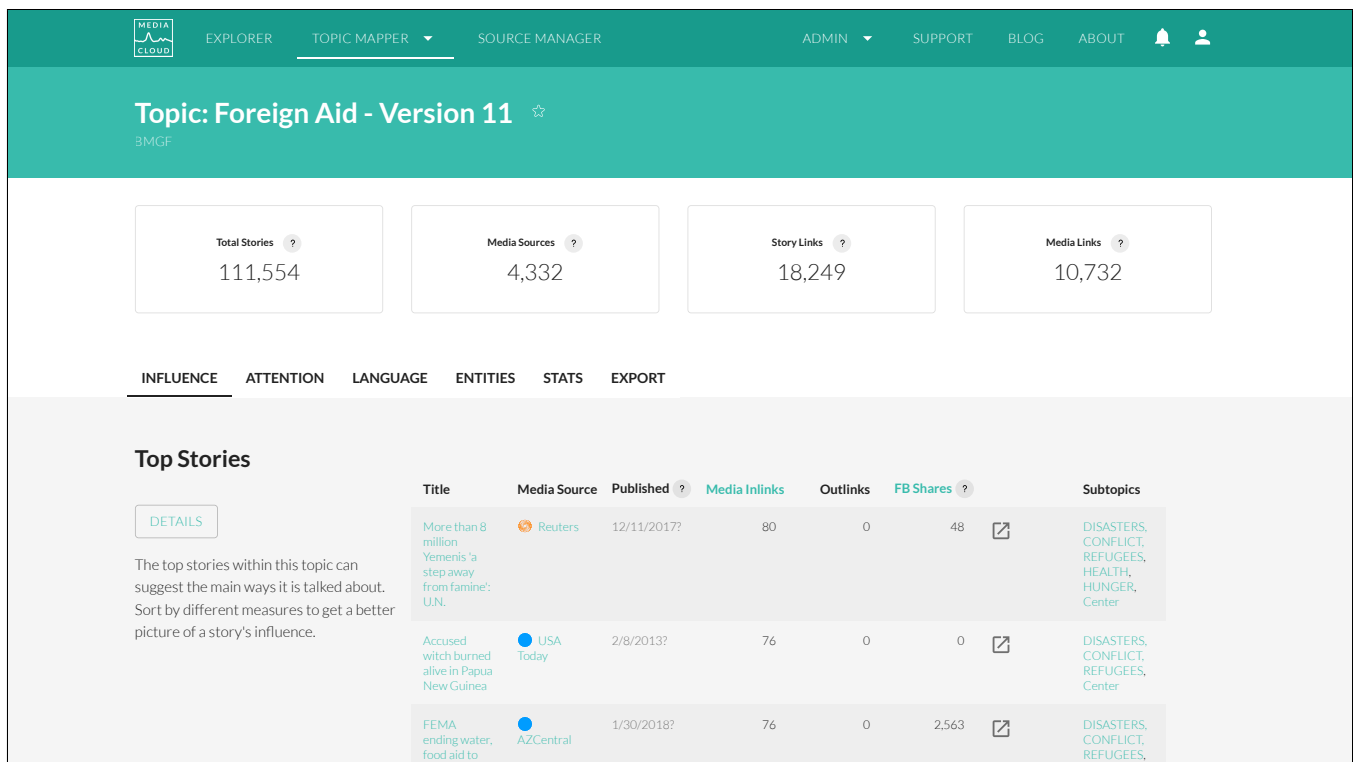 MEDIA
CLOUD
EXPLORER
TOPIC MAPPER
SOURCE MANAGER
ADMIN
SUPPORT
BLOG
ABOUT
Topic: Foreign Aid - Version 11
BMGF
Total Stories ?
111,554
Media Sources ?
4,332
Story Links ?
18,249
Media Links ?
10,732
INFLUENCE
ATTENTION
LANGUAGE
ENTITIES
STATS
EXPORT
Top Stories
DETAILS
The top stories within this topic can
suggest the main ways it is talked about.
Sort by different measures to get a better
picture of a story's influence.
Title
Media Source
Published ?
Media Inlinks
Outlinks
FB Shares ?
Subtopics
More than 8
million
Yemenis 'a
step away
from famine':
U.N.
Reuters
12/11/2017?
80
0
48
DISASTERS,
CONFLICT,
REFUGEES,
HEALTH,
HUNGER,
Center
Accused
witch burned
alive in Papua
New Guinea
USA
Today
2/8/2013?
76
0
0
DISASTERS,
CONFLICT,
REFUGEES,
Center
FEMA
ending water,
food aid to
AZCentral
1/30/2018?
76
0
2,563
DISASTERS,
CONFLICT,
REFUGEES,